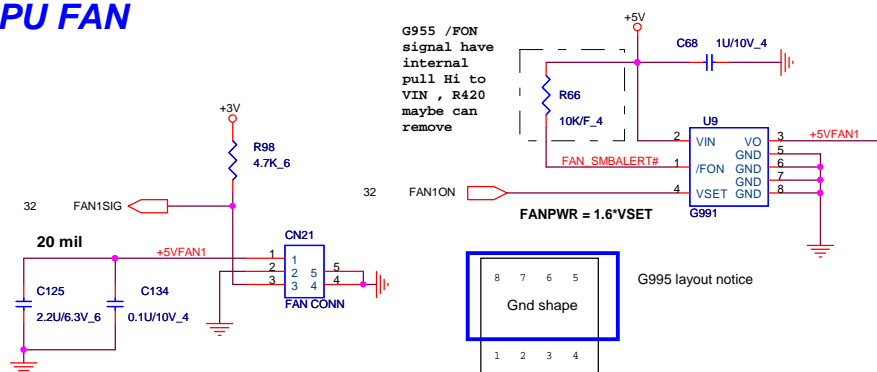 PU FAN
G955 /FON
signal have
internal
pull Hi to
VIN , R420
maybe can
remove
+5V
C68 1U/10V_4
R66
10K/F_4
U9
2 VIN VO 3 +5VFAN1
GND 5
FAN_SMBALERT# 1 /FON GND 6
GND 7
32 FAN1ON 4 VSET GND 8
G991
FANPWR = 1.6*VSET
+3V
R98
4.7K_6
32 FAN1SIG
20 mil
+5VFAN1
CN21
1 1
2 2 5 5
3 3 4 4
FAN CONN
C125
2.2U/6.3V_6
C134
0.1U/10V_4
G995 layout notice
8 7 6 5
Gnd shape
1 2 3 4